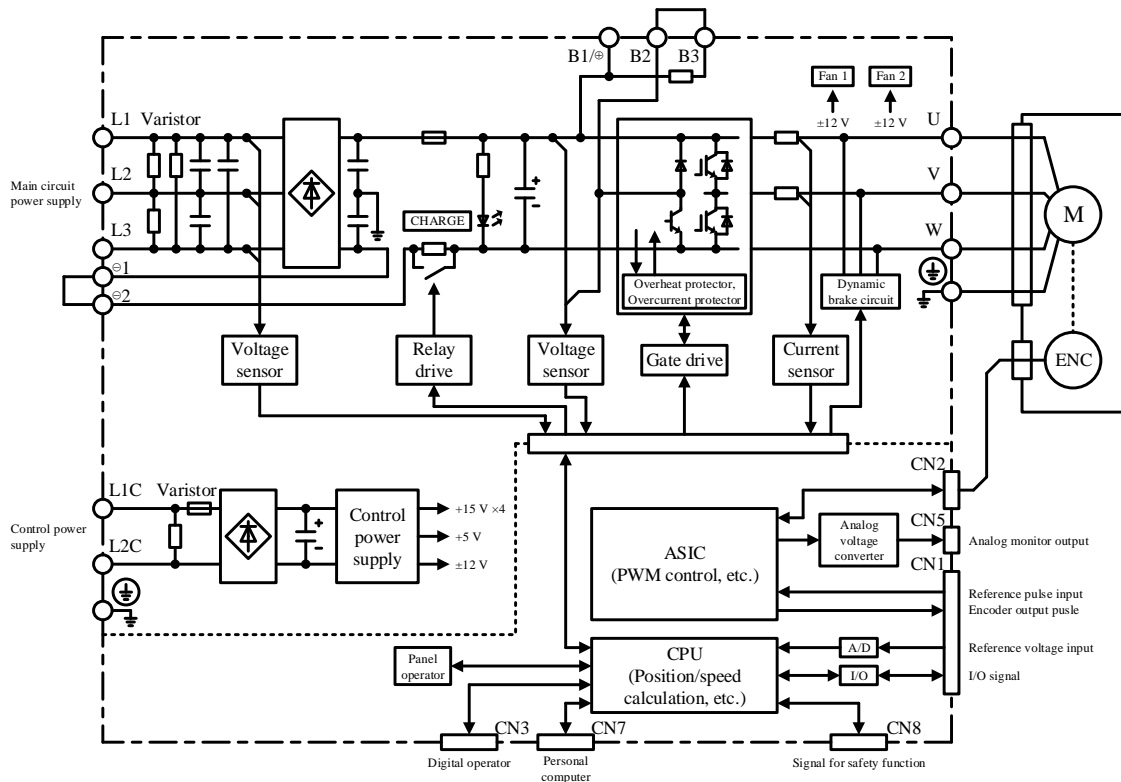 B1/⊕
B2
B3
Fan 1
Fan 2
±12 V
±12 V
L1
Varistor
U
L2
V
Main circuit
power supply
M
CHARGE
L3
W
⊖1
⊖2
Overheat protector,
Overcurrent protector
Dynamic
brake circuit
Voltage
sensor
Relay
drive
Voltage
sensor
Gate drive
Current
sensor
ENC
CN2
L1C
Varistor
+15 V ×4
Control
power
supply
+5 V
±12 V
Control power
supply
L2C
ASIC
(PWM control, etc.)
Analog
voltage
converter
CN5
Analog monitor output
CN1
Reference pulse input
Encoder output pusle
CPU
(Position/speed
calculation, etc.)
A/D
Reference voltage input
I/O
I/O signal
Panel
operator
CN3
CN7
CN8
Digital operator
Personal
computer
Signal for safety function
+
-
+
-